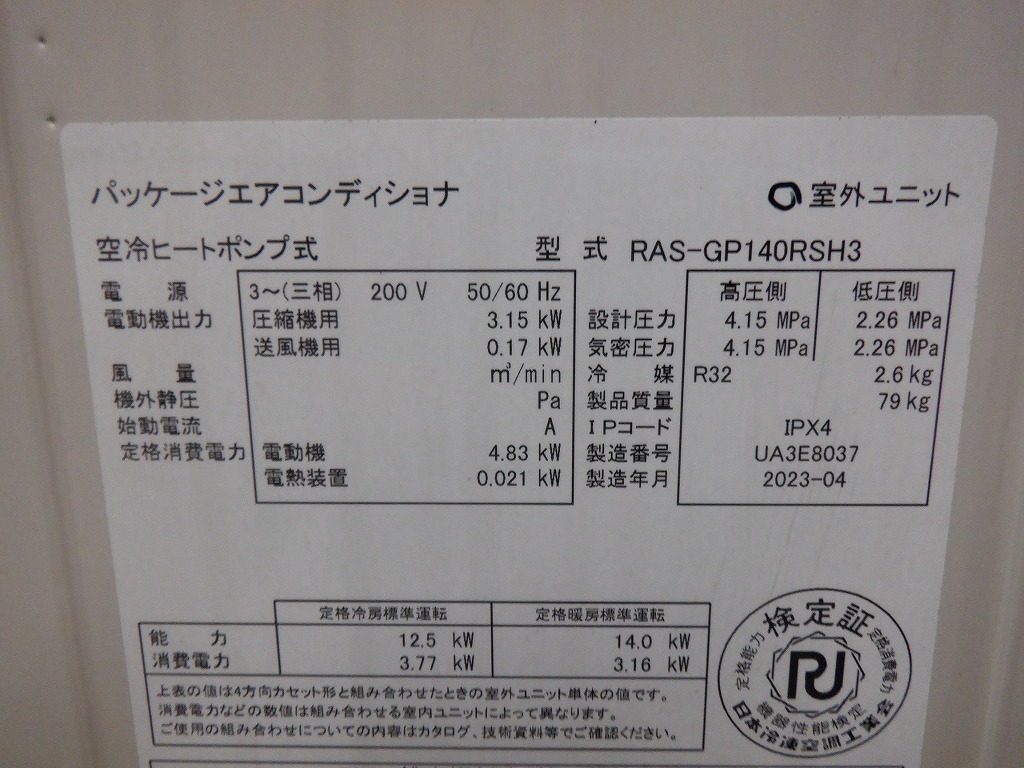 パッケージエアコンディショナ
室外ユニット
空冷ヒートポンプ式
型 式 RAS-GP140RSH3
電 源 3～(三相) 200 V 50/60 Hz
電動機出力 圧縮機用 3.15 kW
送風機用 0.17 kW
風 量 ㎥/min
機外静圧 Pa
始動電流 A
定格消費電力 電動機 4.83 kW
電熱装置 0.021 kW
高圧側 低圧側
設計圧力 4.15 MPa 2.26 MPa
気密圧力 4.15 MPa 2.26 MPa
冷 媒 R32 2.6 kg
製品質量 79 kg
IPコード IPX4
製造番号 UA3E8037
製造年月 2023-04
定格冷房標準運転 定格暖房標準運転
能 力 12.5 kW 14.0 kW
消費電力 3.77 kW 3.16 kW
上表の値は4方向カセット形と組み合わせたときの室外ユニット単体の値です。
消費電力などの数値は組み合わせる室内ユニットによって異なります。
ご使用の組み合わせについての内容はカタログ、技術資料等でご確認ください。
検定証
定格能力
定格消費電力
機器性能検定
日本冷凍空調工業会